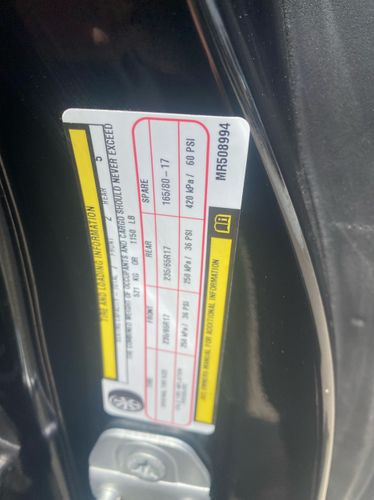 TIRE AND LOADING INFORMATION
SEATING CAPACITY - TOTAL 5 FRONT 2 REAR
THE COMBINED WEIGHT OF OCCUPANTS AND CARGO SHOULD NEVER EXCEED
521 KG OR 1150 LB
TIRE FRONT REAR SPARE
ORIGINAL TIRE SIZE 235/65R17 235/65R17 165/80-17
COLD TIRE INFLATION PRESSURE 250 kPa / 36 PSI 250 kPa / 36 PSI 420 kPa / 60 PSI
SEE OWNERS MANUAL FOR ADDITIONAL INFORMATION
MR508994